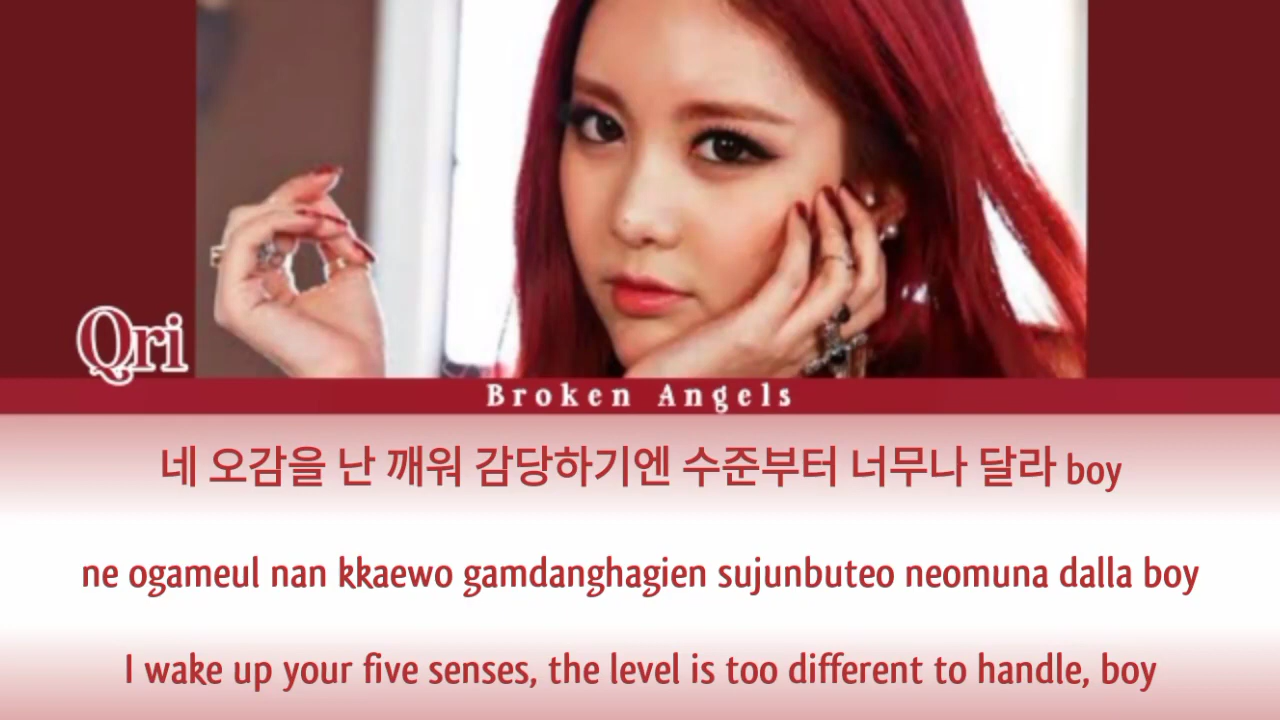 Qri
Broken Angels
네 오감을 난 깨워 감당하기엔 수준부터 너무나 달라 boy
ne ogameul nan kkaewo gamdanghagien sujunbuteo neomuna dalla boy
I wake up your five senses, the level is too different to handle, boy